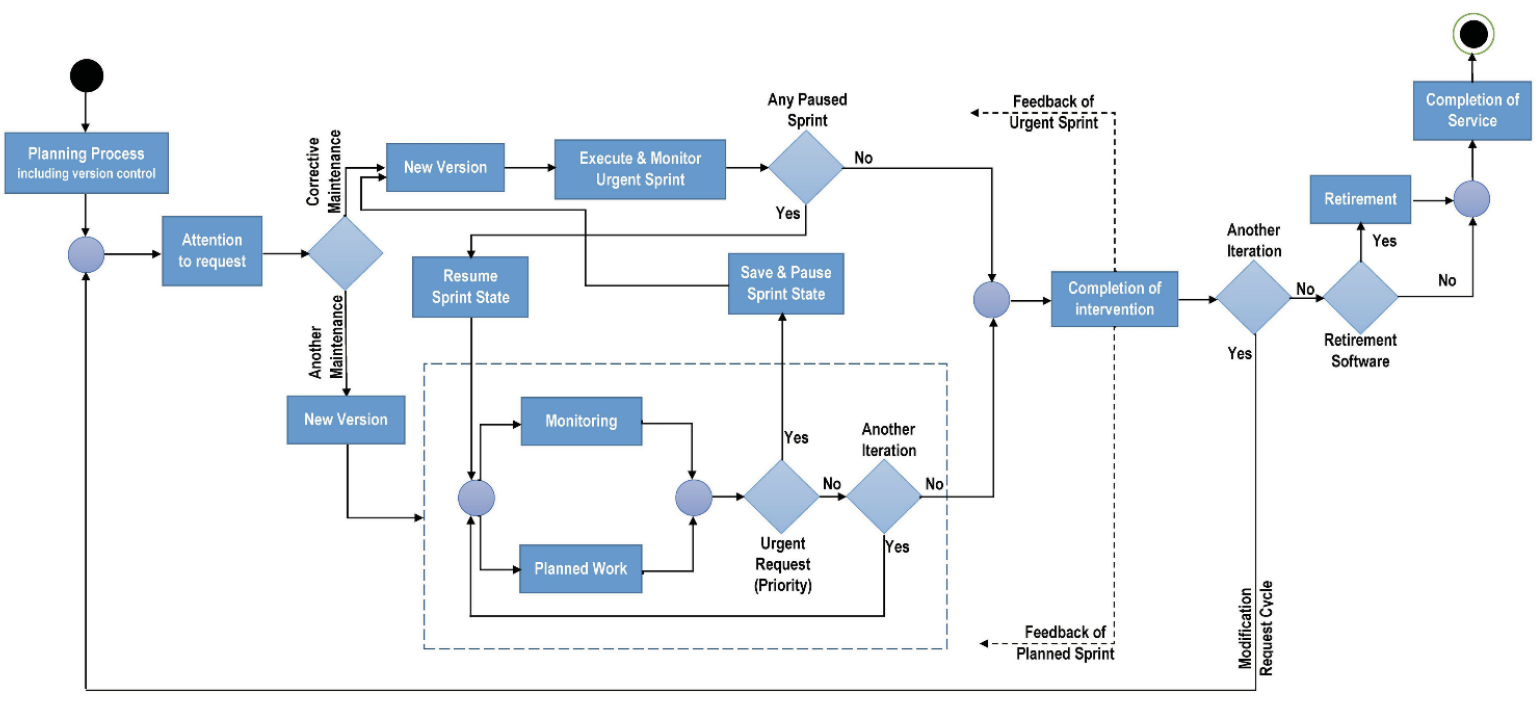 Planning Process
including version control
Attention
to request
Corrective
Maintenance
Another
Maintenance
New Version
New Version
Execute & Monitor
Urgent Sprint
Any Paused
Sprint
No
Yes
Resume
Sprint State
Save & Pause
Sprint State
Monitoring
Planned Work
Yes
Urgent
Request
(Priority)
No
Another
Iteration
No
Yes
Feedback of
Urgent Sprint
Completion of
intervention
Feedback of
Planned Sprint
Another
Iteration
No
Yes
Modification
Request Cycle
Retirement
Yes
Retirement
Software
No
Completion of
Service